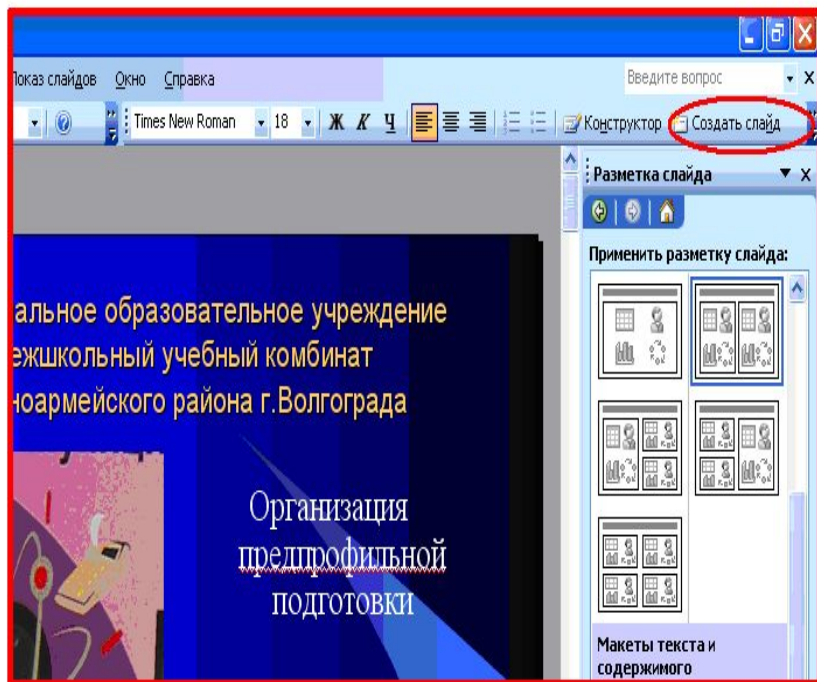 Показ слайдов Окно Справка
Введите вопрос
Times New Roman 18 Ж К Ч Конструктор Создать слайд
Разметка слайда
Применить разметку слайда:
альное образовательное учреждение
ежшкольный учебный комбинат
ноармейского района г.Волгограда
Организация
предпрофильной
подготовки
Макеты текста и
содержимого